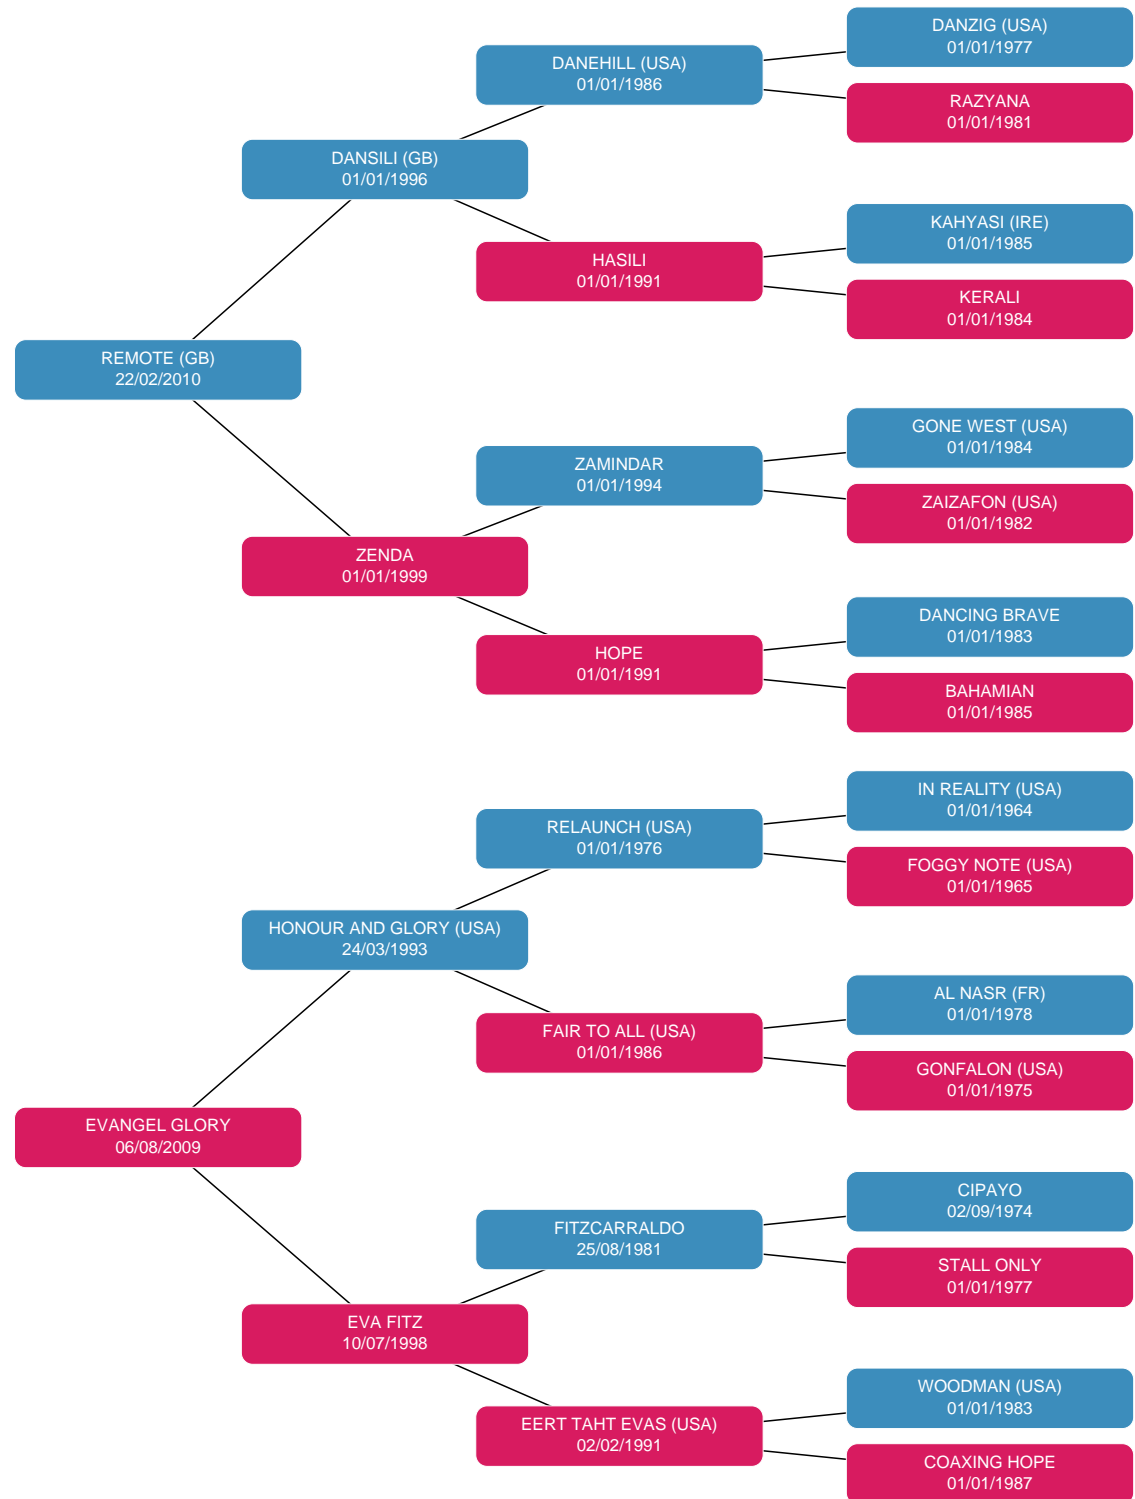 DANZIG (USA)
01/01/1977
DANEHILL (USA)
01/01/1986
RAZYANA
01/01/1981
DANSILI (GB)
01/01/1996
KAHYASI (IRE)
01/01/1985
HASILI
01/01/1991
KERALI
01/01/1984
REMOTE (GB)
22/02/2010
GONE WEST (USA)
01/01/1984
ZAMINDAR
01/01/1994
ZAIZAFON (USA)
01/01/1982
ZENDA
01/01/1999
DANCING BRAVE
01/01/1983
HOPE
01/01/1991
BAHAMIAN
01/01/1985
IN REALITY (USA)
01/01/1964
RELAUNCH (USA)
01/01/1976
FOGGY NOTE (USA)
01/01/1965
HONOUR AND GLORY (USA)
24/03/1993
AL NASR (FR)
01/01/1978
FAIR TO ALL (USA)
01/01/1986
GONFALON (USA)
01/01/1975
EVANGEL GLORY
06/08/2009
CIPAYO
02/09/1974
FITZCARRALDO
25/08/1981
STALL ONLY
01/01/1977
EVA FITZ
10/07/1998
WOODMAN (USA)
01/01/1983
EERT TAHT EVAS (USA)
02/02/1991
COAXING HOPE
01/01/1987